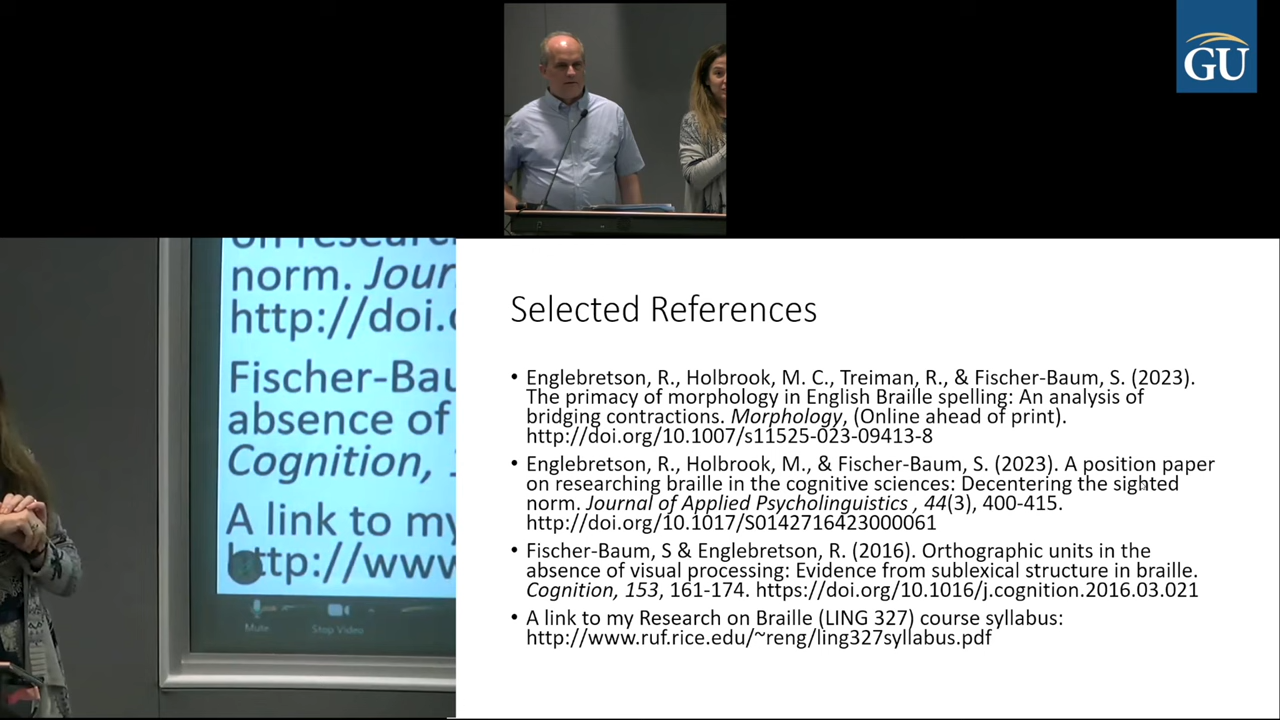 GU
on research
norm. Jour
http://doi.
Fischer-Bau
absence of
Cognition,
A link to my
http://www
Mute
Stop Video
Selected References
• Englebretson, R., Holbrook, M. C., Treiman, R., & Fischer-Baum, S. (2023).
The primacy of morphology in English Braille spelling: An analysis of
bridging contractions. Morphology, (Online ahead of print).
http://doi.org/10.1007/s11525-023-09413-8
• Englebretson, R., Holbrook, M., & Fischer-Baum, S. (2023). A position paper
on researching braille in the cognitive sciences: Decentering the sighted
norm. Journal of Applied Psycholinguistics , 44(3), 400-415.
http://doi.org/10.1017/S0142716423000061
• Fischer-Baum, S & Englebretson, R. (2016). Orthographic units in the
absence of visual processing: Evidence from sublexical structure in braille.
Cognition, 153, 161-174. https://doi.org/10.1016/j.cognition.2016.03.021
• A link to my Research on Braille (LING 327) course syllabus:
http://www.ruf.rice.edu/~reng/ling327syllabus.pdf